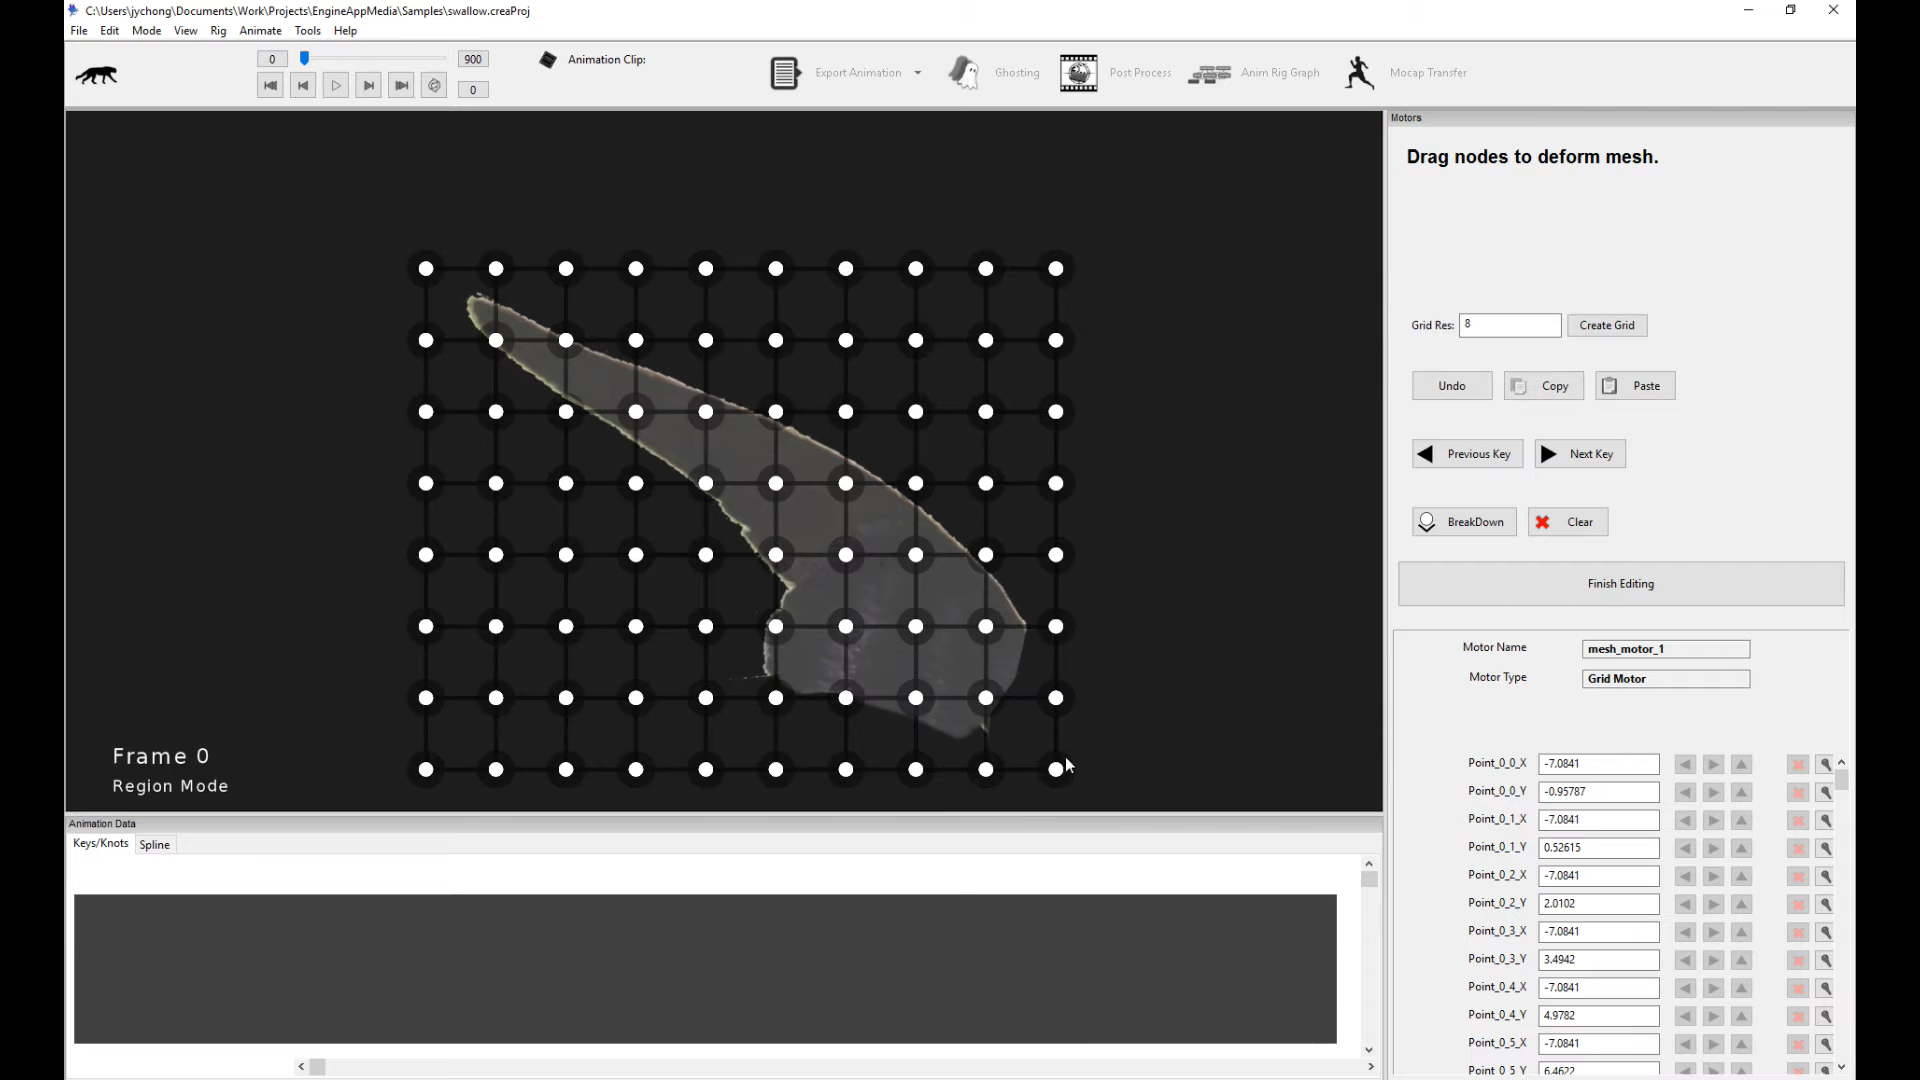 C:\Users\jychong\Documents\Work\Projects\EngineAppMedia\Samples\swallow.creaProj
File Edit Mode View Rig Animate Tools Help
0 900
Animation Clip:
0
Export Animation
Ghosting
Post Process
Anim Rig Graph
Mocap Transfer
Motors
Drag nodes to deform mesh.
Grid Res: 8 Create Grid
Undo Copy Paste
Previous Key Next Key
BreakDown Clear
Finish Editing
Motor Name mesh_motor_1
Motor Type Grid Motor
Point_0_0_X -7.0841
Point_0_0_Y -0.95787
Point_0_1_X -7.0841
Point_0_1_Y 0.52615
Point_0_2_X -7.0841
Point_0_2_Y 2.0102
Point_0_3_X -7.0841
Point_0_3_Y 3.4942
Point_0_4_X -7.0841
Point_0_4_Y 4.9782
Point_0_5_X -7.0841
Point_0_5_Y 6.4622
Frame 0
Region Mode
Animation Data
Keys/Knots Spline